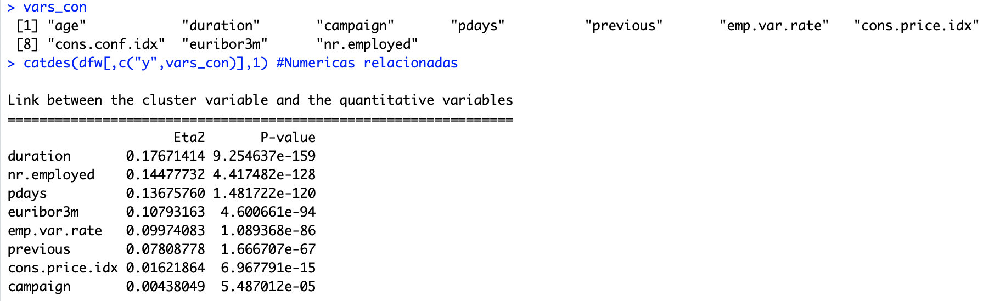 > vars_con
 [1] "age"           "duration"      "campaign"      "pdays"         "previous"      "emp.var.rate"  "cons.price.idx"
 [8] "cons.conf.idx" "euribor3m"     "nr.employed"
> catdes(dfw[,c("y",vars_con)],1) #Numericas relacionadas
Link between the cluster variable and the quantitative variables
================================================================
                     Eta2       P-value
duration       0.17671414 9.254637e-159
nr.employed    0.14477732 4.417482e-128
pdays          0.13675760 1.481722e-120
euribor3m      0.10793163  4.600661e-94
emp.var.rate   0.09974083  1.089368e-86
previous       0.07808778  1.666707e-67
cons.price.idx 0.01621864  6.967791e-15
campaign       0.00438049  5.487012e-05